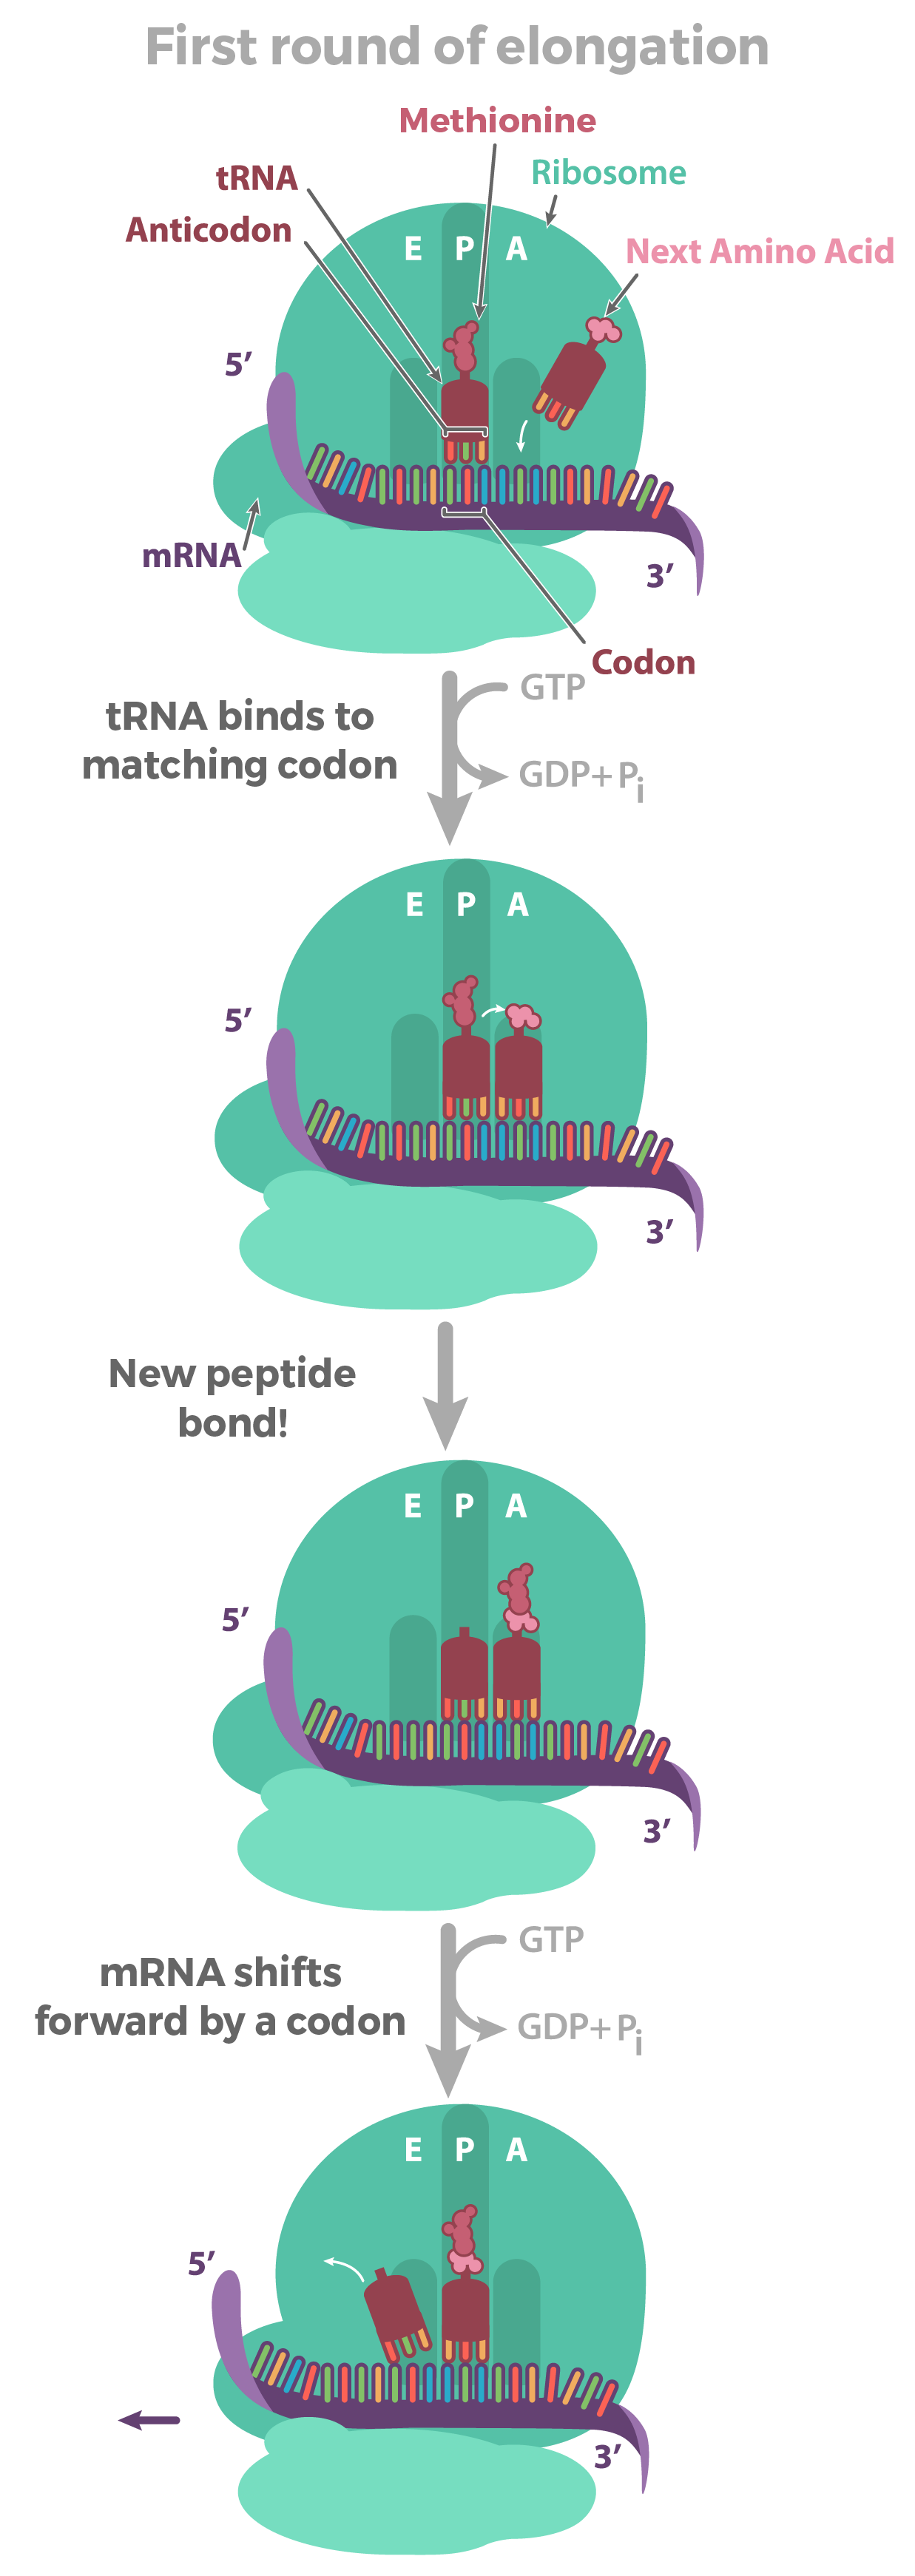 First round of elongation
Methionine
tRNA
Ribosome
Anticodon
E P A
Next Amino Acid
5′
mRNA
3′
Codon
tRNA binds to
matching codon
GTP
GDP+Pi
E P A
5′
3′
New peptide
bond!
E P A
5′
3′
mRNA shifts
forward by a codon
GTP
GDP+Pi
E P A
5′
3′